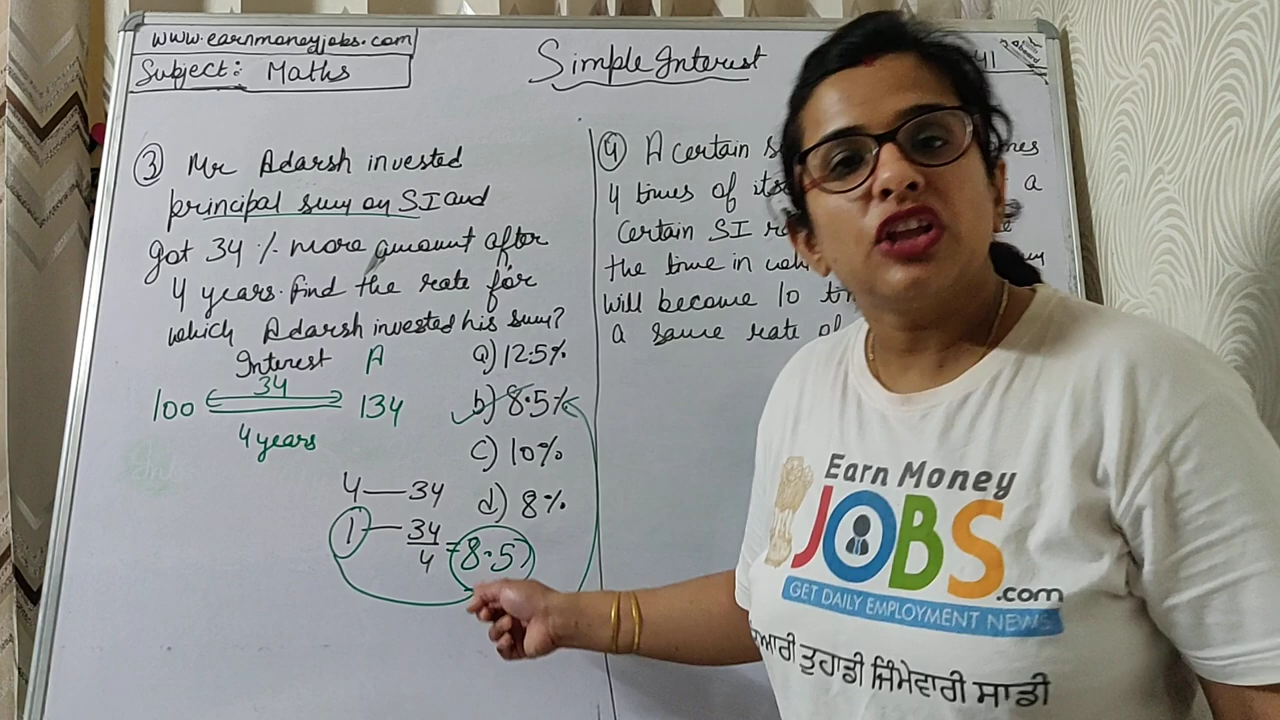 www.earnmoneyjobs.com
Subject: Maths
Simple Interest
41
③ Mr Adarsh invested
principal sum on SI and
got 34 % more amount after
4 years. find the rate for
which Adarsh invested his sum?
Interest A
100 34 134
4 years
a) 12.5%
b) 8.5%
c) 10%
d) 8%
4—34
1—34/4 = 8.5
④ A certain
4 times of a
certain SI
the time in
will become 10
a same rate of
Earn Money
JOBS
.com
GET DAILY EMPLOYMENT NEWS
ਤੁਹਾਡੀ ਜਿੰਮੇਵਾਰੀ ਸਾਡੀ